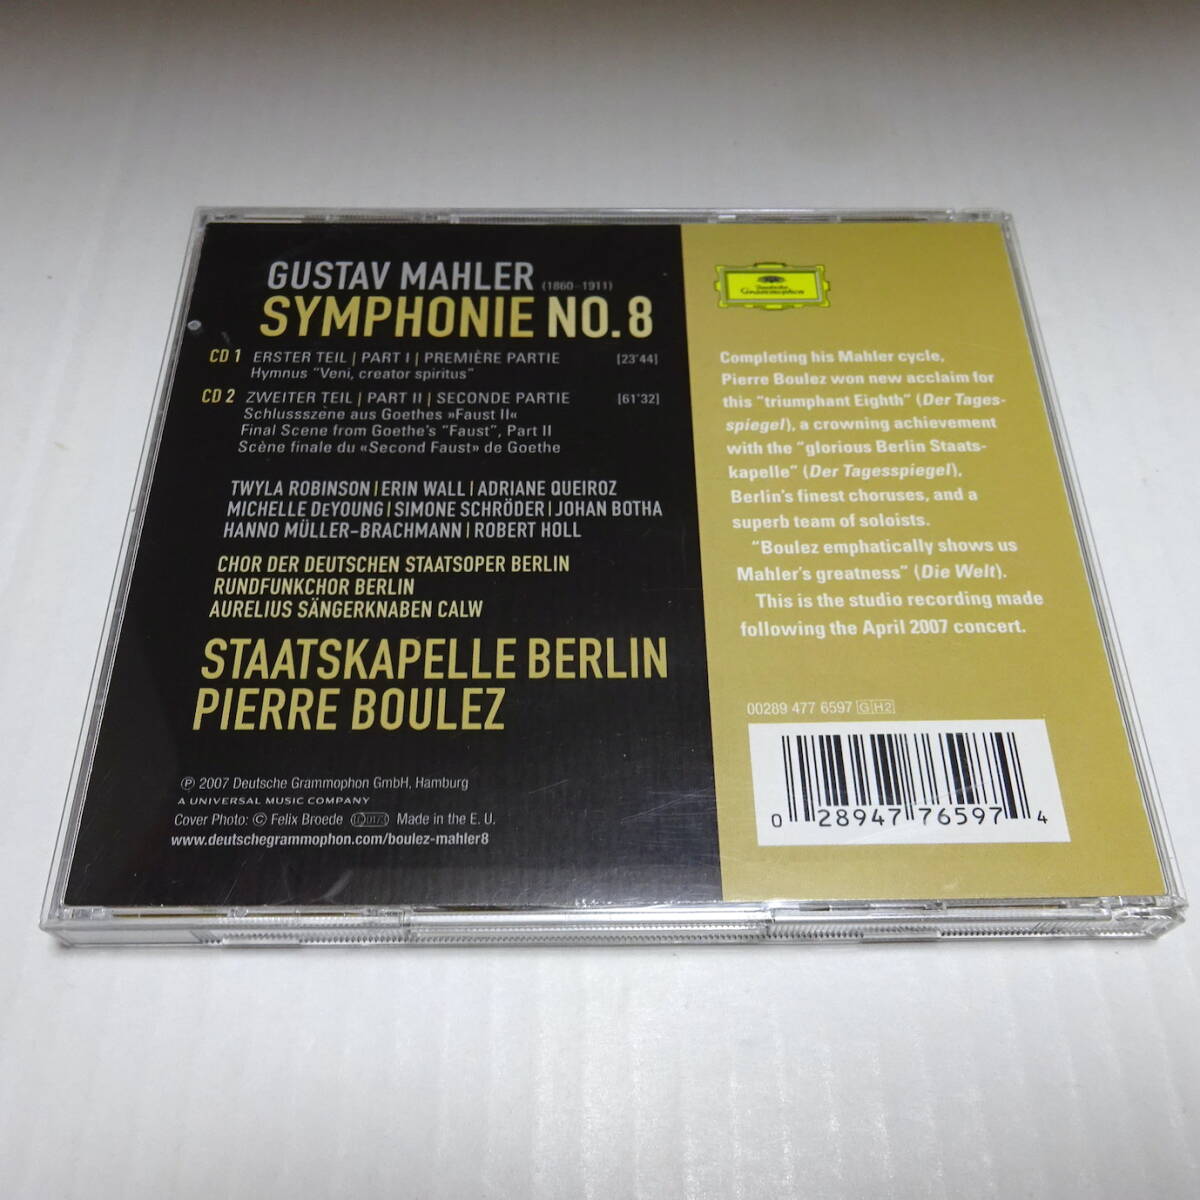 GUSTAV MAHLER (1860–1911)
SYMPHONIE NO. 8
CD 1 ERSTER TEIL | PART I | PREMIÈRE PARTIE [23'44]
Hymnus "Veni, creator spiritus"
CD 2 ZWEITER TEIL | PART II | SECONDE PARTIE [61'32]
Schlussszène aus Goethes »Faust II«
Final Scene from Goethe's "Faust", Part II
Scène finale du «Second Faust» de Goethe
TWYLA ROBINSON | ERIN WALL | ADRIANE QUEIROZ
MICHELLE DEYOUNG | SIMONE SCHRÖDER | JOHAN BOTHA
HANNO MÜLLER-BRACHMANN | ROBERT HOLL
CHOR DER DEUTSCHEN STAATSOPER BERLIN
RUNDFUNKCHOR BERLIN
AURELIUS SÄNGERKNABEN CALW
STAATSKAPELLE BERLIN
PIERRE BOULEZ
℗ 2007 Deutsche Grammophon GmbH, Hamburg
A UNIVERSAL MUSIC COMPANY
Cover Photo: © Felix Broede Made in the E. U.
www.deutschegrammophon.com/boulez-mahler8
Deutsche
Grammophon
Completing his Mahler cycle,
Pierre Boulez won new acclaim for
this "triumphant Eighth" (Der Tages-
spiegel), a crowning achievement
with the "glorious Berlin Staats-
kapelle" (Der Tagesspiegel),
Berlin's finest choruses, and a
superb team of soloists.
"Boulez emphatically shows us
Mahler's greatness" (Die Welt).
This is the studio recording made
following the April 2007 concert.
00289 477 6597 GH2
0 28947 76597 4